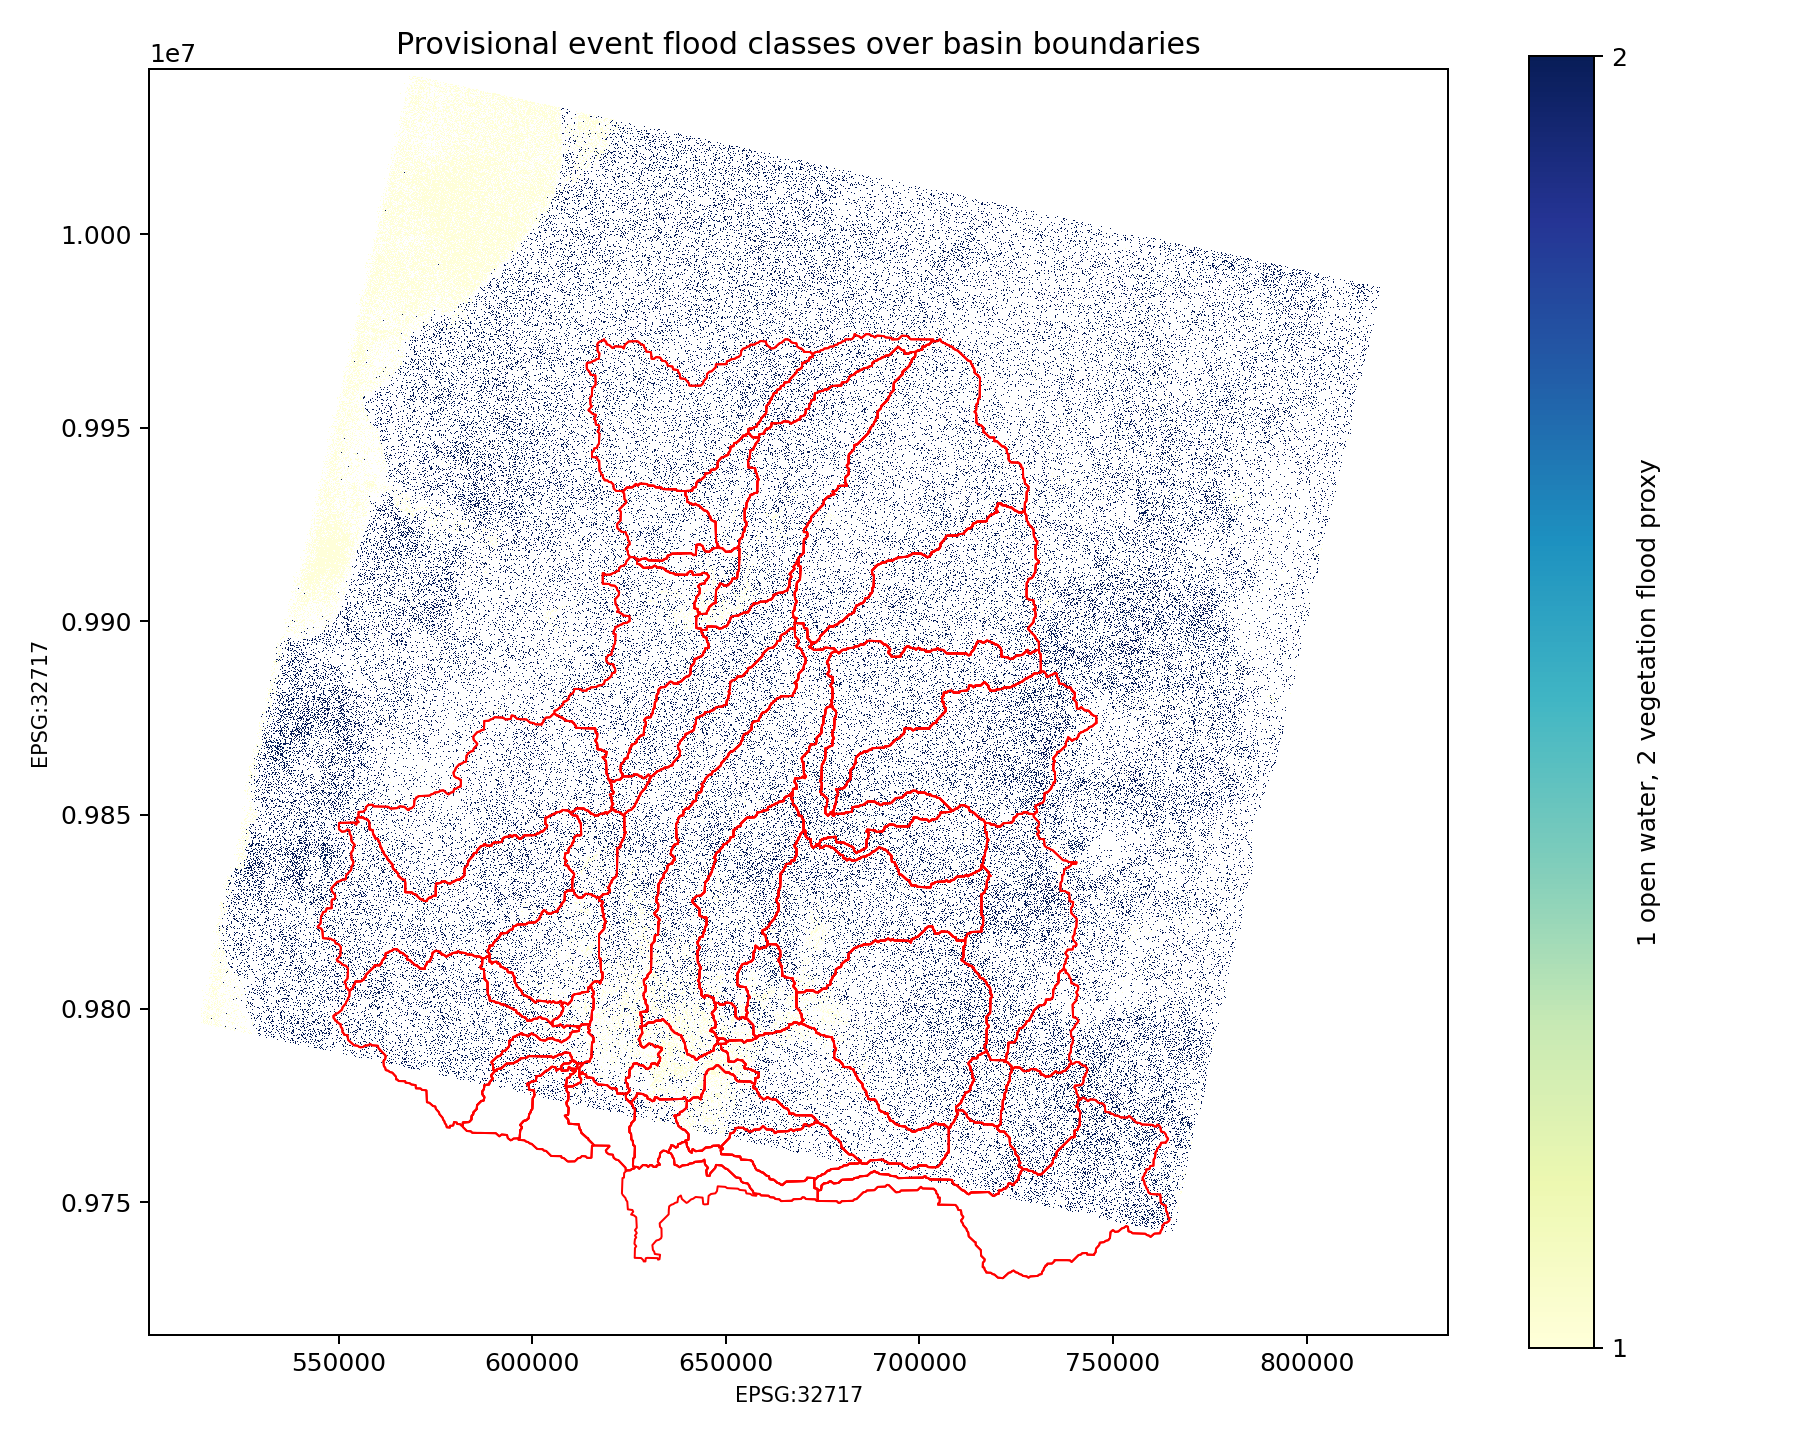 Provisional event flood classes over basin boundaries
1e7
1.000
0.995
0.990
0.985
0.980
0.975
EPSG:32717
550000 600000 650000 700000 750000 800000
EPSG:32717
2
1
1 open water, 2 vegetation flood proxy